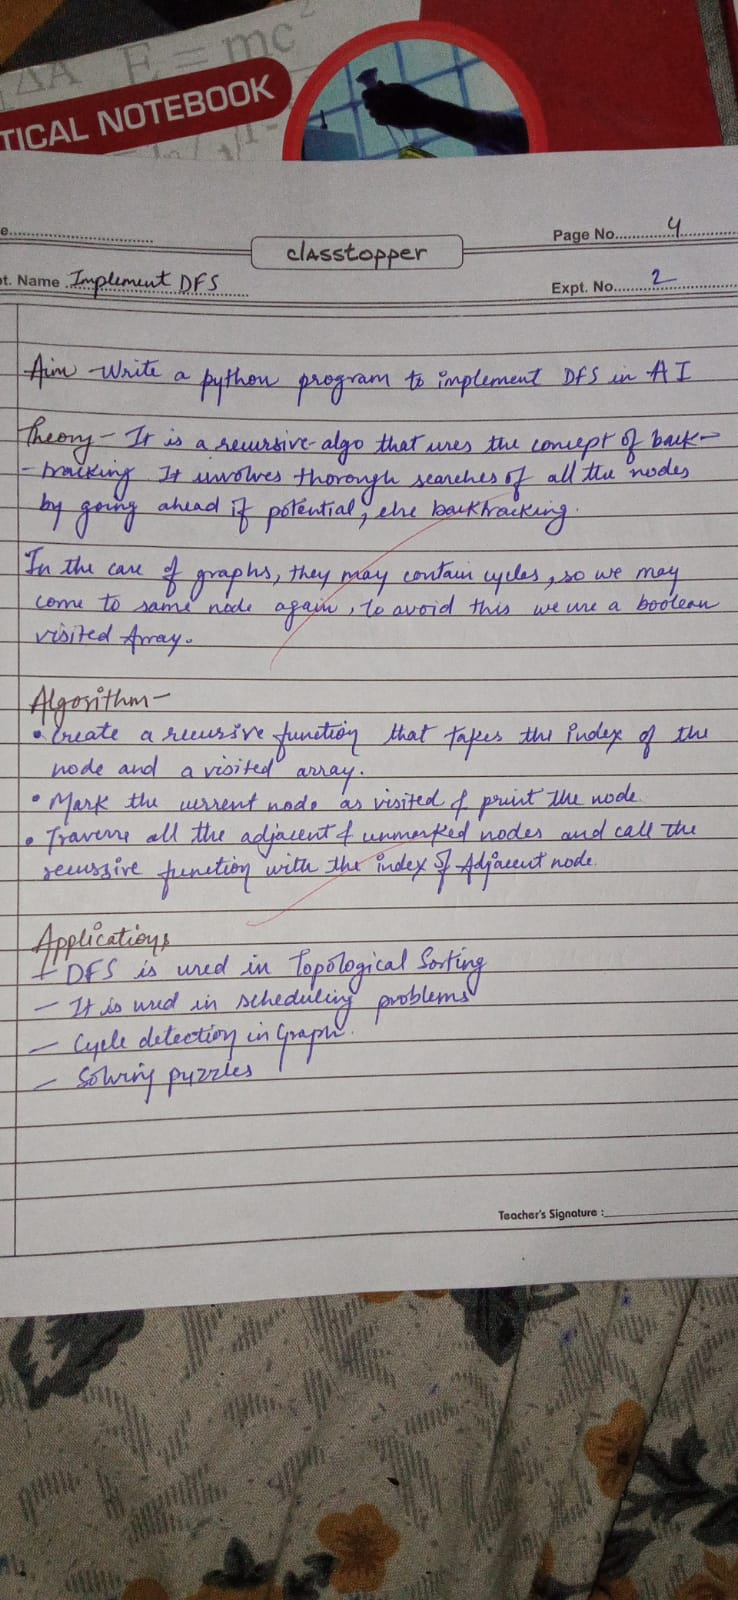 ΔA E = mc²
TICAL NOTEBOOK
e
classtopper
Page No. 4
pt. Name Implement DFS
Expt. No. 2
Aim - Write a python program to implement DFS in AI
Theory - It is a recursive-algo that uses the concept of back-
- tracking. It involves thorough searches of all the nodes
by going ahead if potential, else backtracking.
In the case of graphs, they may contain cycles, so we may
come to same node again, to avoid this we use a boolean
visited Array.
Algorithm-
• Create a recursive function that takes the index of the
node and a visited array.
• Mark the current node as visited & print the node.
• Traverse all the adjacent & unmarked nodes and call the
recussive function with the index of Adjacent node.
Applications
- DFS is used in Topological Sorting
- It is used in scheduling problems
- Cycle detection in Graph.
- Solving puzzles
Teacher's Signature :